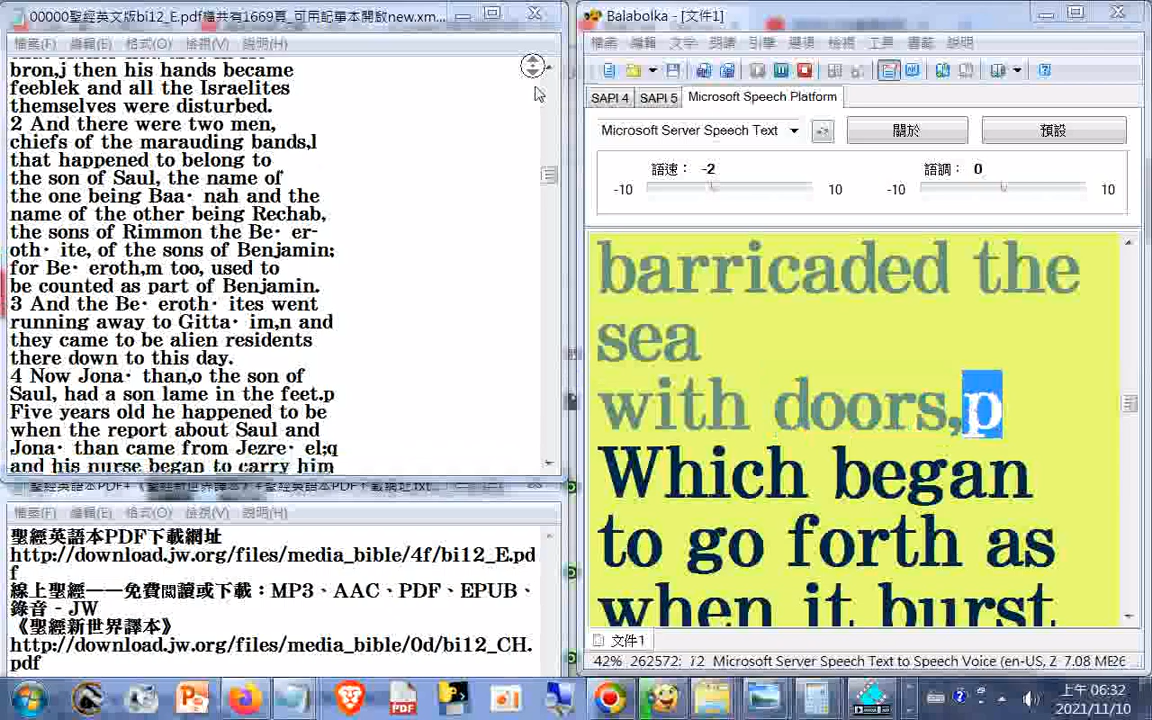 00000聖經英文版bi12_E.pdf檔共有1669頁_可用記事本開啟new.xm...
檔案(F) 編輯(E) 格式(O) 檢視(V) 說明(H)
bron,j then his hands became
feeblek and all the Israelites
themselves were disturbed.
2 And there were two men,
chiefs of the marauding bands,l
that happened to belong to
the son of Saul, the name of
the one being Baa· nah and the
name of the other being Rechab,
the sons of Rimmon the Be· er-
oth· ite, of the sons of Benjamin;
for Be· eroth,m too, used to
be counted as part of Benjamin.
3 And the Be· eroth· ites went
running away to Gitta· im,n and
they came to be alien residents
there down to this day.
4 Now Jona· than,o the son of
Saul, had a son lame in the feet.p
Five years old he happened to be
when the report about Saul and
Jona· than came from Jezre· el;q
and his nurse began to carry him
檔案(F) 編輯(E) 格式(O) 檢視(V) 說明(H)
聖經英語本PDF下載網址
http://download.jw.org/files/media_bible/4f/bi12_E.pd
f
線上聖經——免費閱讀或下載：MP3、AAC、PDF、EPUB、
錄音 - JW
《聖經新世界譯本》
http://download.jw.org/files/media_bible/0d/bi12_CH.
pdf
Balabolka - [文件1]
檔案 編輯 文字 朗讀 引擎 選項 檢視 工具 書籤 說明
SAPI 4 SAPI 5 Microsoft Speech Platform
Microsoft Server Speech Text 關於 預設
語速： -2 語調： 0
-10 10 -10 10
barricaded the
sea
with doors,p
Which began
to go forth as
when it burst
文件1
42% 262572: 12 Microsoft Server Speech Text to Speech Voice (en-US, Z 7.08 ME26
PDF
上午 06:32
2021/11/10